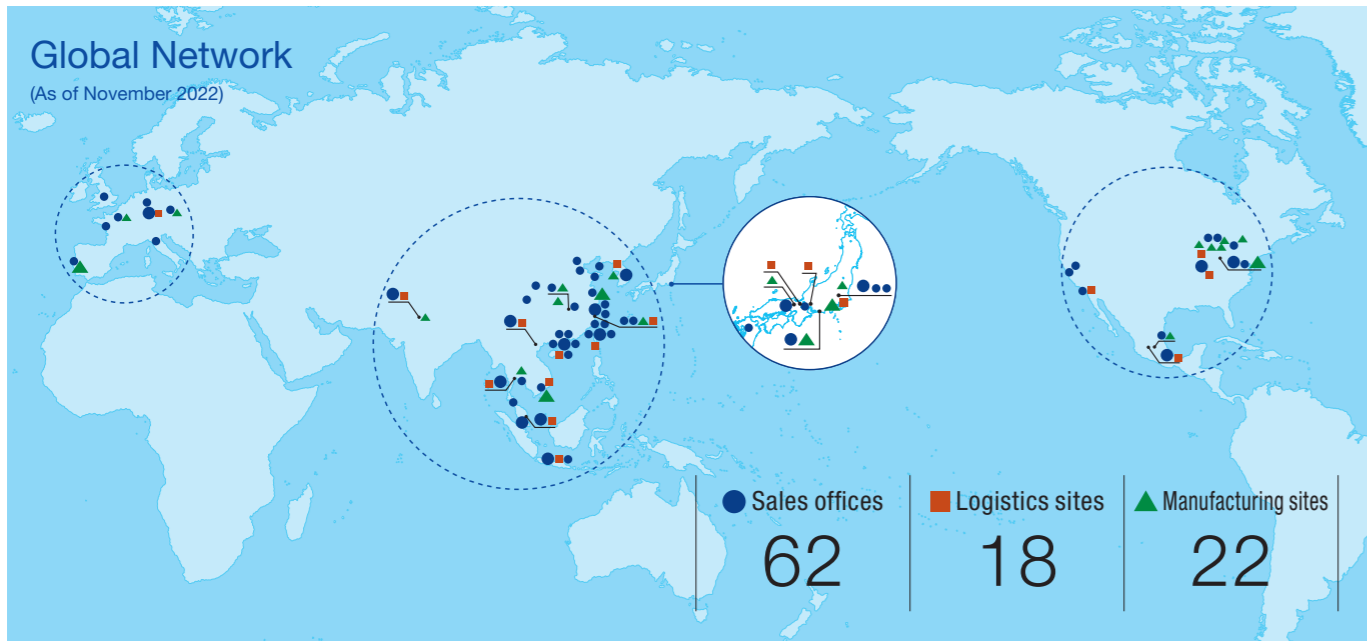 Global Network
(As of November 2022)
Sales offices
62
Logistics sites
18
Manufacturing sites
22